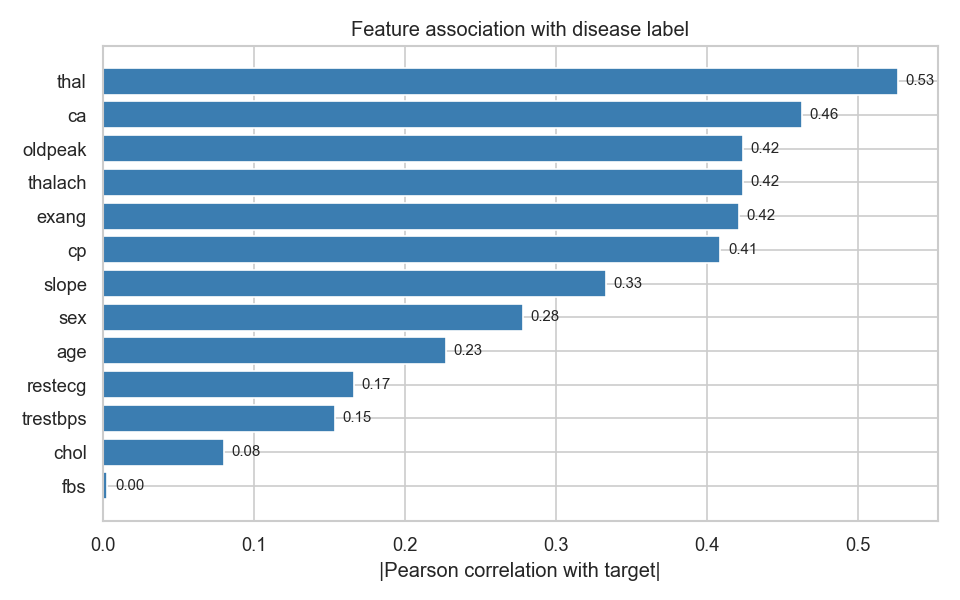 Feature association with disease label
thal 0.53
ca 0.46
oldpeak 0.42
thalach 0.42
exang 0.42
cp 0.41
slope 0.33
sex 0.28
age 0.23
restecg 0.17
trestbps 0.15
chol 0.08
fbs 0.00
0.0 0.1 0.2 0.3 0.4 0.5
|Pearson correlation with target|